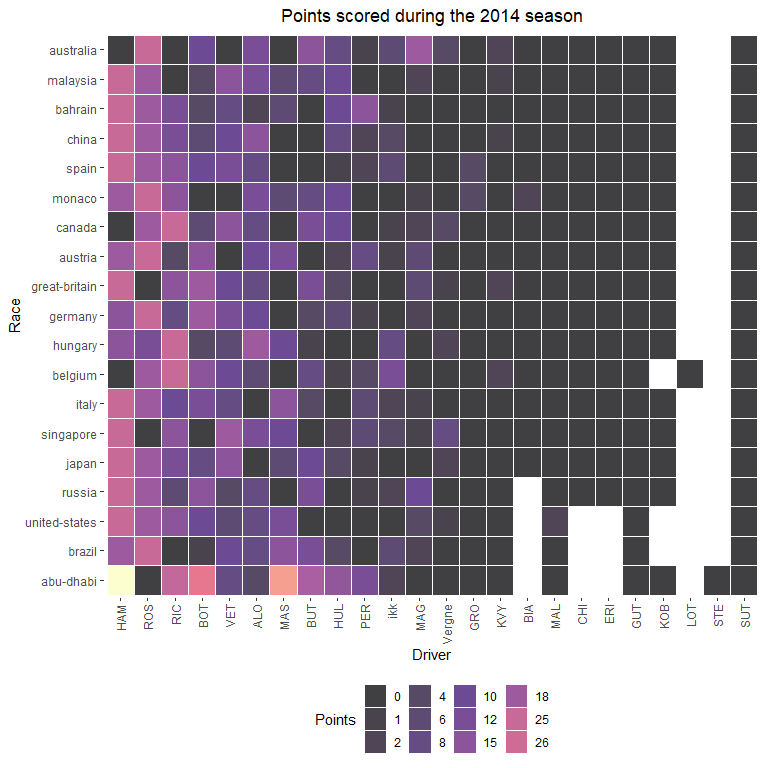 Points scored during the 2014 season
Race
australia
malaysia
bahrain
china
spain
monaco
canada
austria
great-britain
germany
hungary
belgium
italy
singapore
japan
russia
united-states
brazil
abu-dhabi
HAM ROS RIC BOT VET ALO MAS BUT HUL PER ikk MAG Vergne GRO KVY BIA MAL CHI ERI GUT KOB LOT STE SUT
Driver
Points
0 4 10 18
1 6 12 25
2 8 15 26